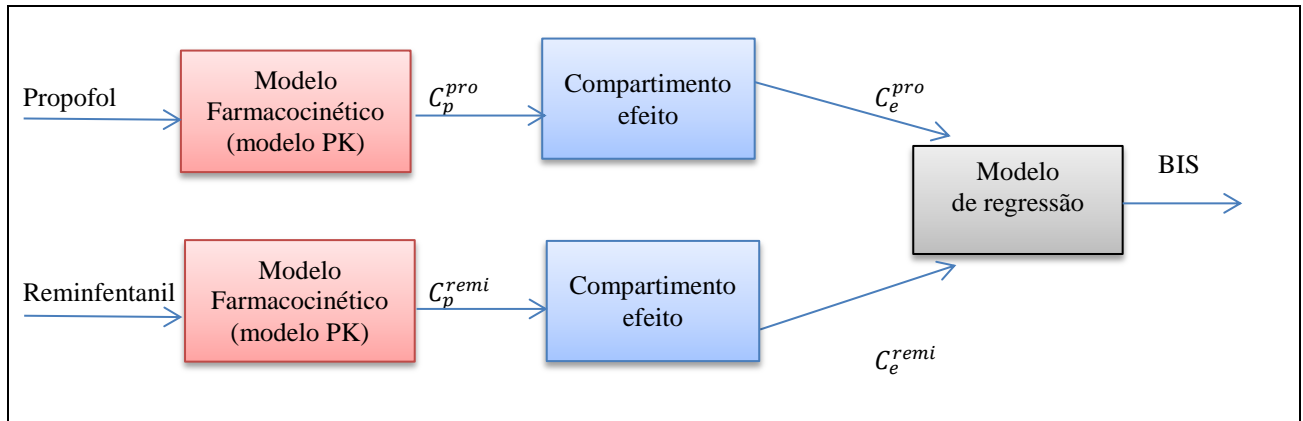 Propofol
Modelo
Farmacocinético
(modelo PK)
C_p^{pro}
Compartimento
efeito
C_e^{pro}
Modelo
de regressão
BIS
Reminfentanil
Modelo
Farmacocinético
(modelo PK)
C_p^{remi}
Compartimento
efeito
C_e^{remi}